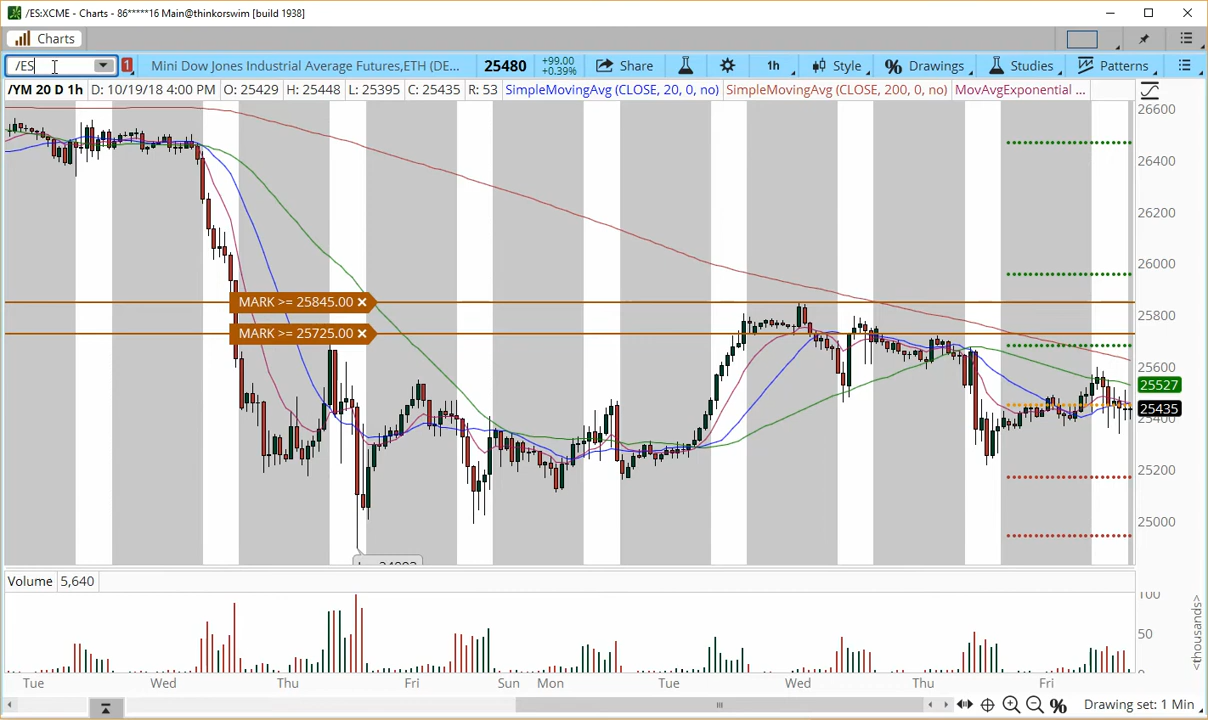 /ES:XCME - Charts - 86*****16 Main@thinkorswim [build 1938]
Charts
/ES 1 Mini Dow Jones Industrial Average Futures,ETH (DE... 25480 +99.00 +0.39% Share 1h Style % Drawings Studies Patterns
/YM 20 D 1h D: 10/19/18 4:00 PM O: 25429 H: 25448 L: 25395 C: 25435 R: 53 SimpleMovingAvg (CLOSE, 20, 0, no) SimpleMovingAvg (CLOSE, 200, 0, no) MovAvgExponential ...
26600
26400
26200
26000
MARK >= 25845.00
25800
MARK >= 25725.00
25600
25527
25435
25400
25200
25000
Volume 5,640
100
50
<thousands>
Tue Wed Thu Fri Sun Mon Tue Wed Thu Fri
% Drawing set: 1 Min